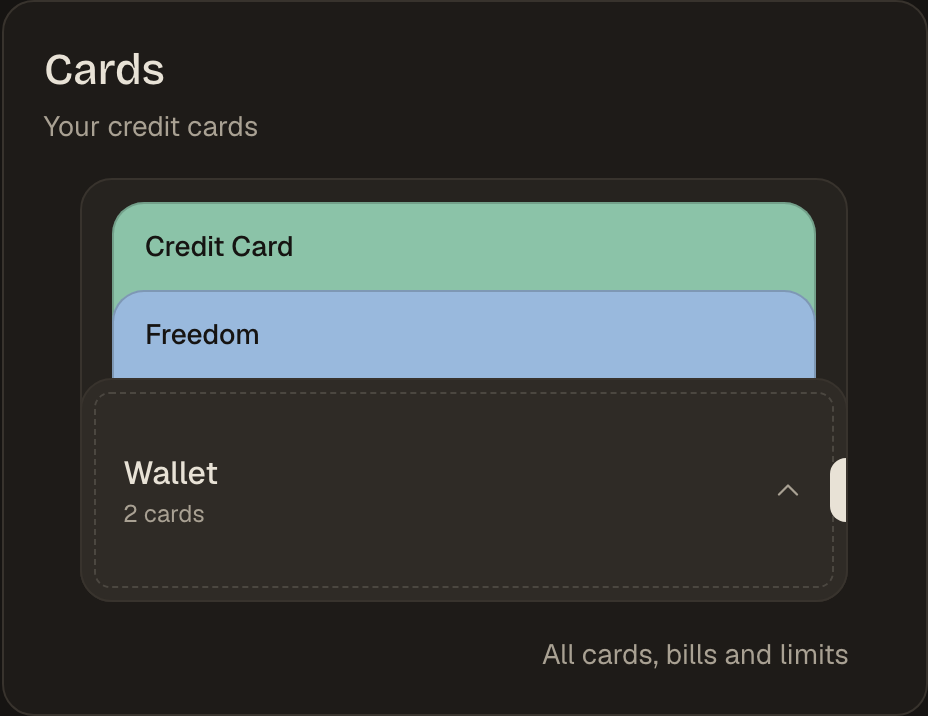 Cards
Your credit cards
Credit Card
Freedom
Wallet
2 cards
All cards, bills and limits